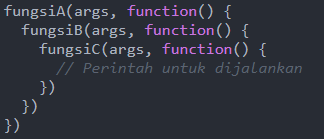 fungsiA(args, function() {
  fungsiB(args, function() {
    fungsiC(args, function() {
      // Perintah untuk dijalankan
    })
  })
})